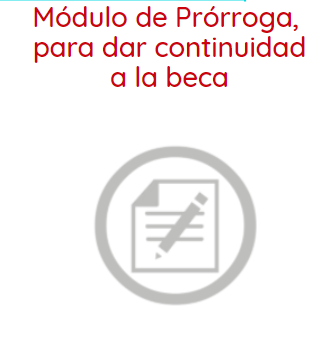 Módulo de Prórroga,
para dar continuidad
a la beca